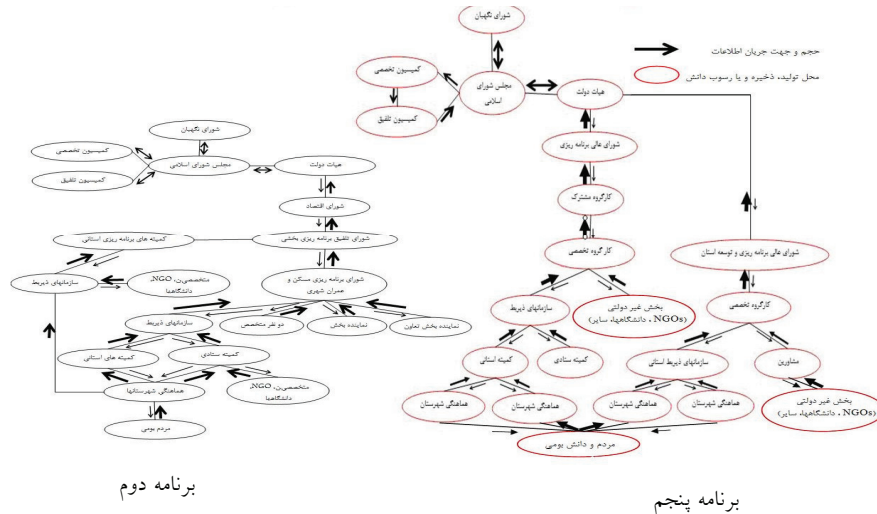 شورای نگهبان
حجم و جهت جریان اطلاعات
محل تولید، ذخیره و یا رسوب دانش
کمیسیون تخصصی
مجلس شورای
اسلامی
هیات دولت
کمیسیون تلفیق
شورای عالی برنامه ریزی
کارگروه مشترک
کارگروه تخصصی
شورای عالی برنامه ریزی و توسعه استان
کارگروه تخصصی
سازمانهای ذیربط
بخش غیر دولتی
(NGOs ، دانشگاهها، سایر)
کمیته استانی
کمیته ستادی
سازمانهای ذیربط استانی
مشاورین
هماهنگی شهرستان
هماهنگی شهرستان
هماهنگی شهرستان
هماهنگی شهرستان
بخش غیر دولتی
(NGOs ، دانشگاهها، سایر)
مردم و دانش بومی
برنامه پنجم
شورای نگهبان
کمیسیون تخصصی
مجلس شورای اسلامی
هیات دولت
کمیسیون تلفیق
شورای اقتصاد
کمیته های برنامه ریزی استانی
شورای تلفیق برنامه ریزی بخشی
سازمانهای ذیربط
متخصصین، NGO،
دانشگاهها
شورای برنامه ریزی مسکن و
عمران شهری
سازمانهای ذیربط
دو نفر متخصص
نماینده بخش
نماینده بخش تعاون
کمیته های استانی
کمیته ستادی
هماهنگی شهرستانها
متخصصین، NGO،
دانشگاهها
مردم بومی
برنامه دوم